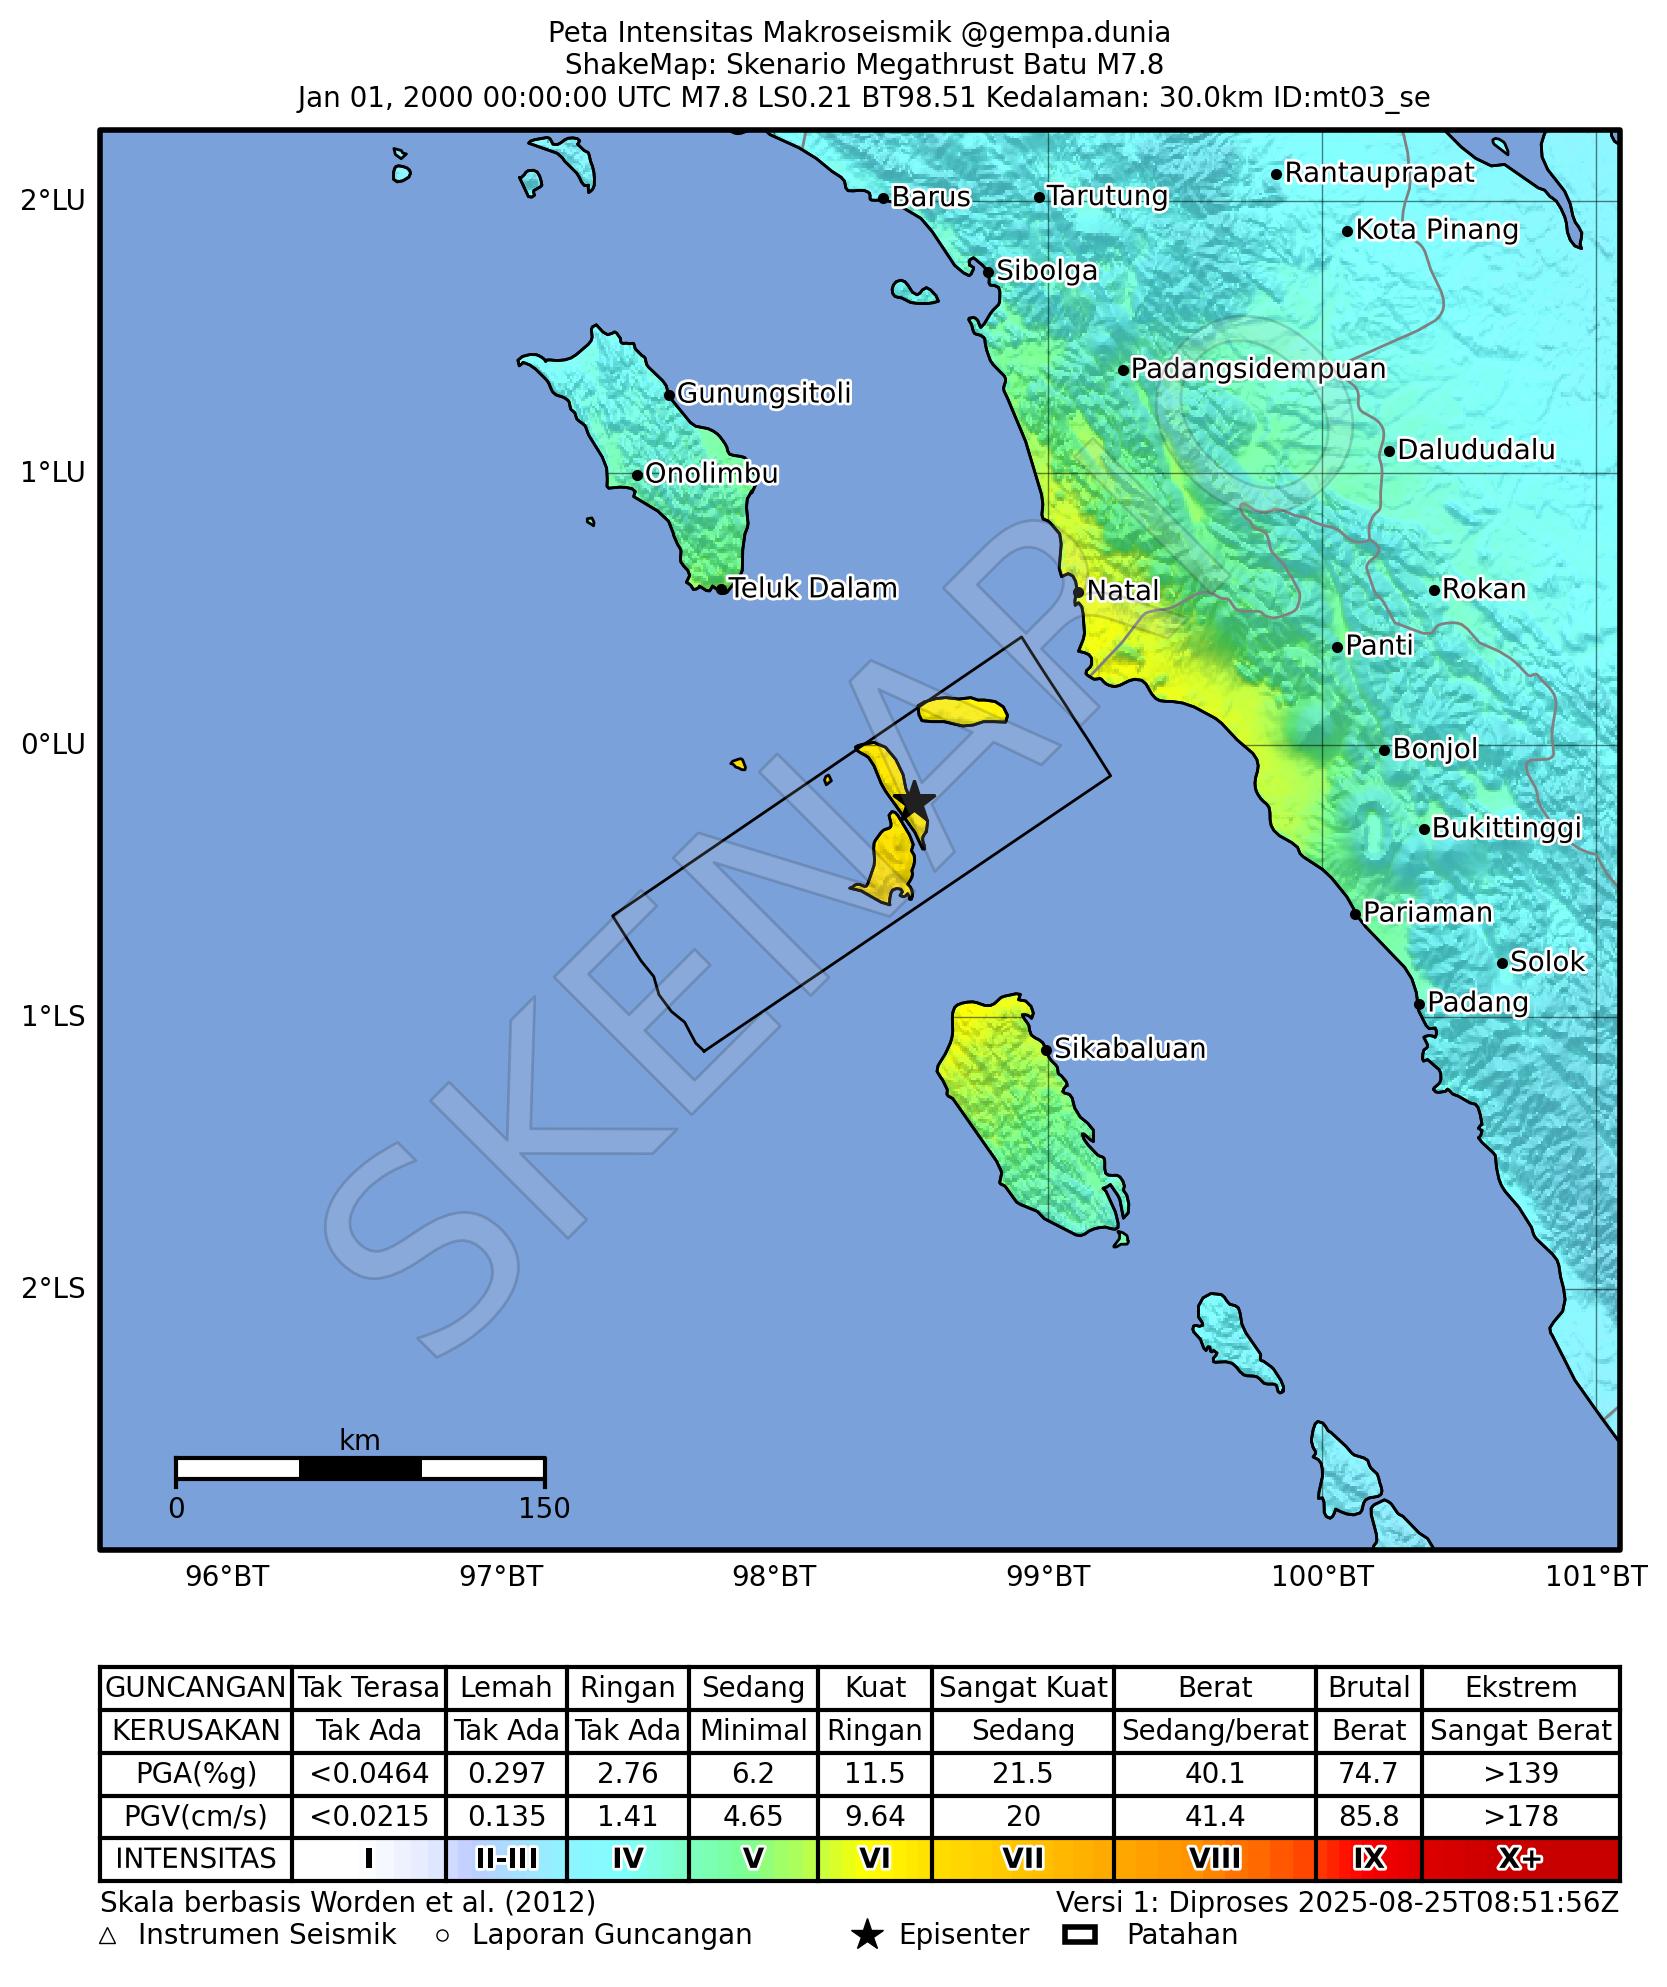 Peta Intensitas Makroseismik @gempa.dunia
ShakeMap: Skenario Megathrust Batu M7.8
Jan 01, 2000 00:00:00 UTC M7.8 LS0.21 BT98.51 Kedalaman: 30.0km ID:mt03_se
Rantauprapat
2°LU
Barus
Tarutung
Kota Pinang
Sibolga
Padangsidempuan
Gunungsitoli
Dalududalu
1°LU
Onolimbu
Teluk Dalam
Natal
Rokan
Panti
0°LU
Bonjol
Bukittinggi
Pariaman
Solok
1°LS
Padang
Sikabaluan
SKENARIO
2°LS
km
0 150
96°BT 97°BT 98°BT 99°BT 100°BT 101°BT
GUNCANGAN Tak Terasa Lemah Ringan Sedang Kuat Sangat Kuat Berat Brutal Ekstrem
KERUSAKAN Tak Ada Tak Ada Tak Ada Minimal Ringan Sedang Sedang/berat Berat Sangat Berat
PGA(%g) <0.0464 0.297 2.76 6.2 11.5 21.5 40.1 74.7 >139
PGV(cm/s) <0.0215 0.135 1.41 4.65 9.64 20 41.4 85.8 >178
INTENSITAS I II-III IV V VI VII VIII IX X+
Skala berbasis Worden et al. (2012) Versi 1: Diproses 2025-08-25T08:51:56Z
Instrumen Seismik Laporan Guncangan Episenter Patahan